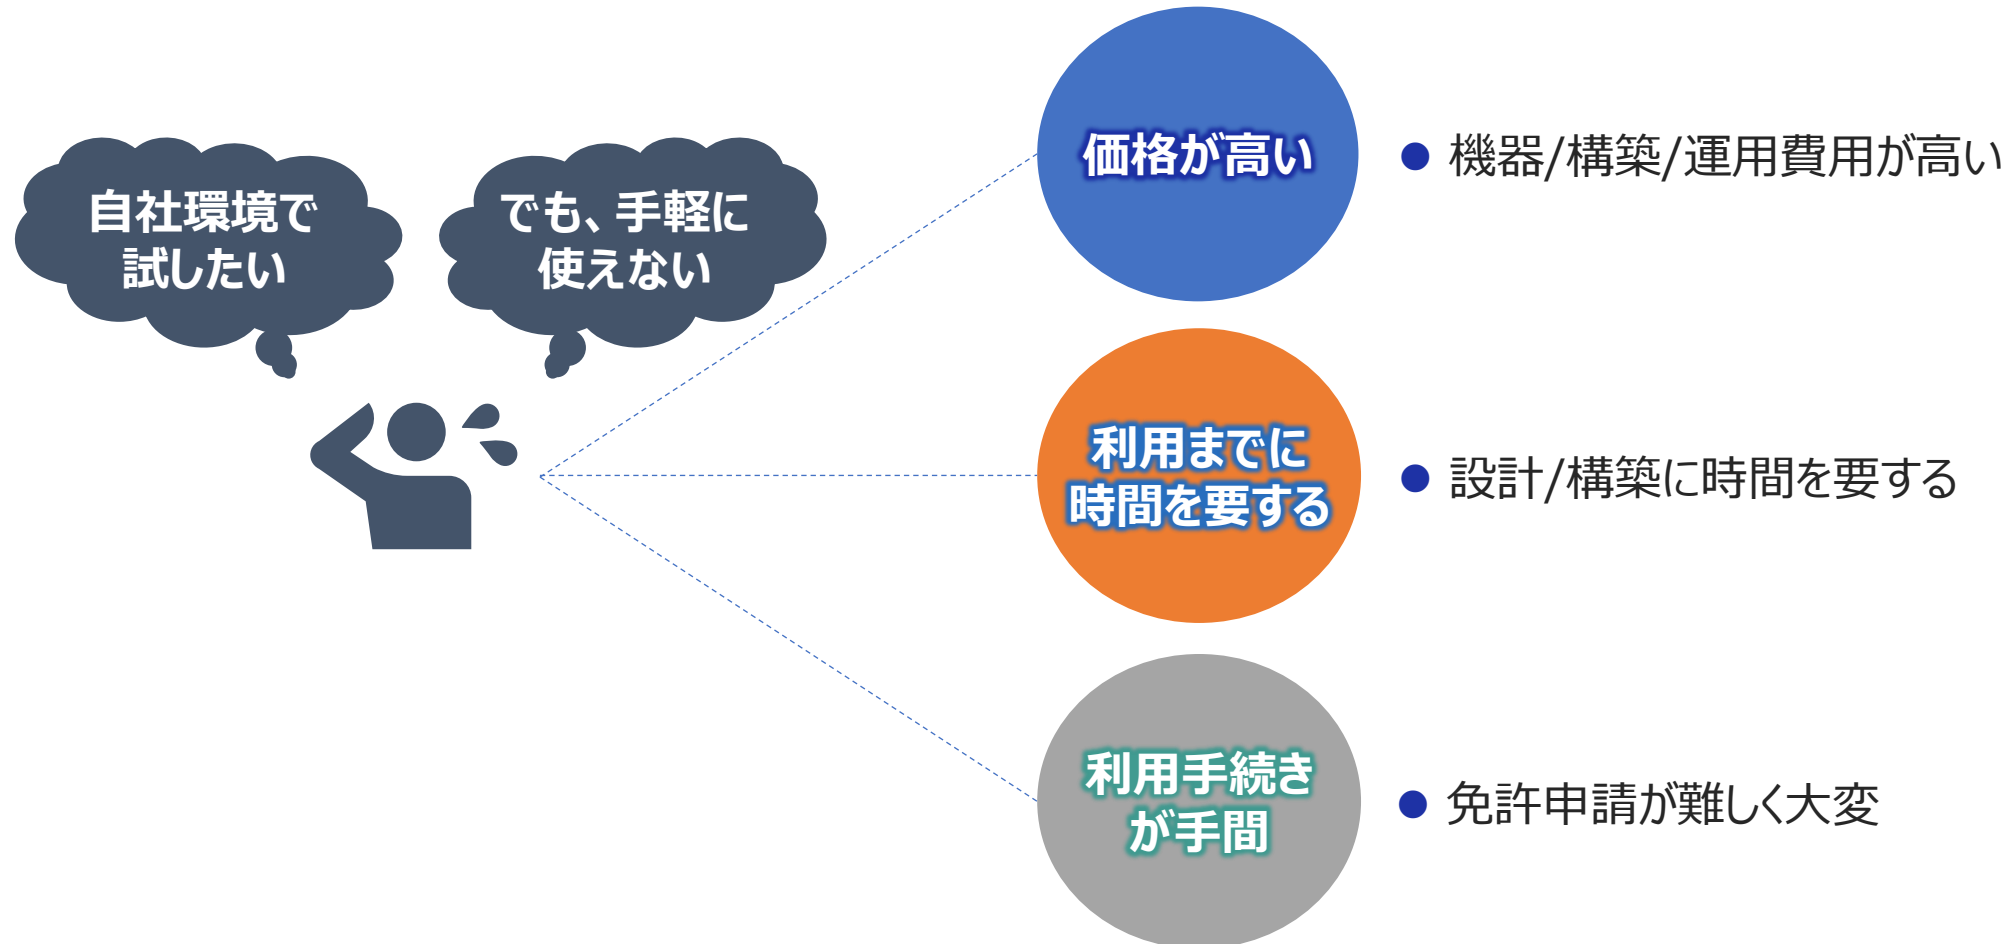 自社環境で
試したい
でも、手軽に
使えない
価格が高い
● 機器/構築/運用費用が高い
利用までに
時間を要する
● 設計/構築に時間を要する
利用手続き
が手間
● 免許申請が難しく大変